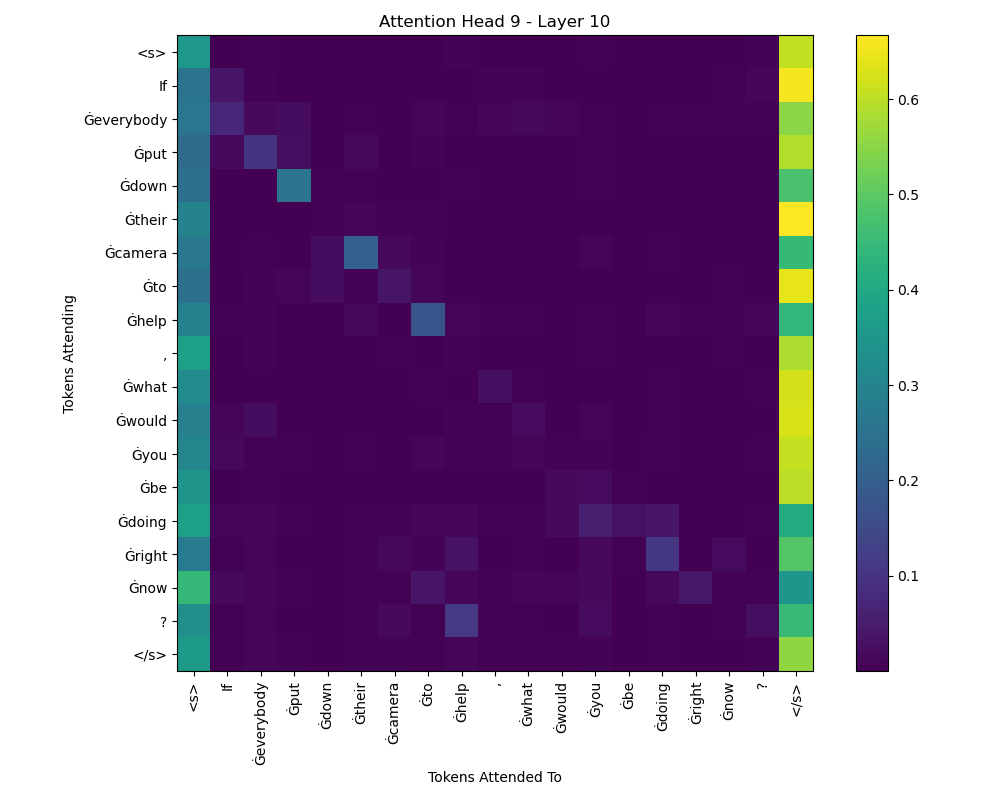 Attention Head 9 - Layer 10
Tokens Attending
<s>
If
Ġeverybody
Ġput
Ġdown
Ġtheir
Ġcamera
Ġto
Ġhelp
,
Ġwhat
Ġwould
Ġyou
Ġbe
Ġdoing
Ġright
Ġnow
?
</s>
<s>
If
Ġeverybody
Ġput
Ġdown
Ġtheir
Ġcamera
Ġto
Ġhelp
,
Ġwhat
Ġwould
Ġyou
Ġbe
Ġdoing
Ġright
Ġnow
?
</s>
Tokens Attended To
0.6
0.5
0.4
0.3
0.2
0.1